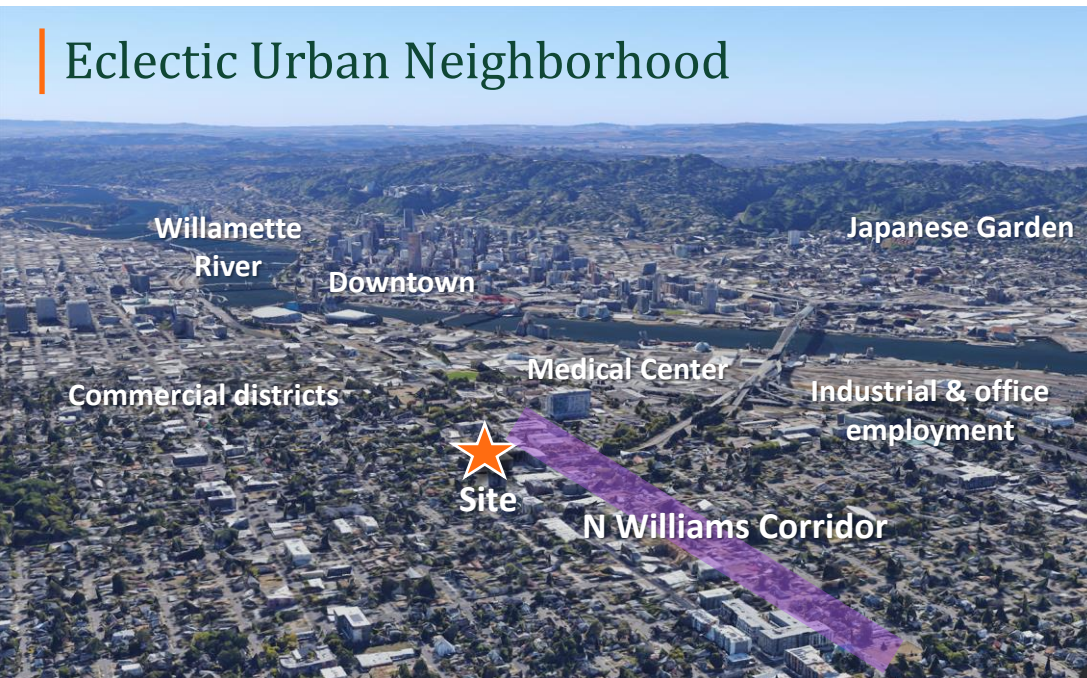 Eclectic Urban Neighborhood
Willamette
River
Japanese Garden
Downtown
Medical Center
Commercial districts
Industrial & office
employment
Site
N Williams Corridor